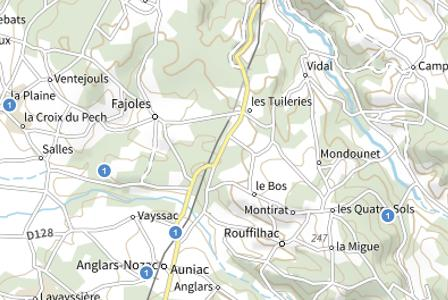 ebats
ux
Vidal
Camp
Ventejouls
la Plaine
1
Fajoles
les Tuileries
la Croix du Pech
Salles
Mondounet
1
le Bos
Vayssac
Montirat
les Quatre Sols
1
D128
1
Rouffilhac
247
la Migue
Anglars-Nozac
1
Auniac
Anglars
Lavayssière